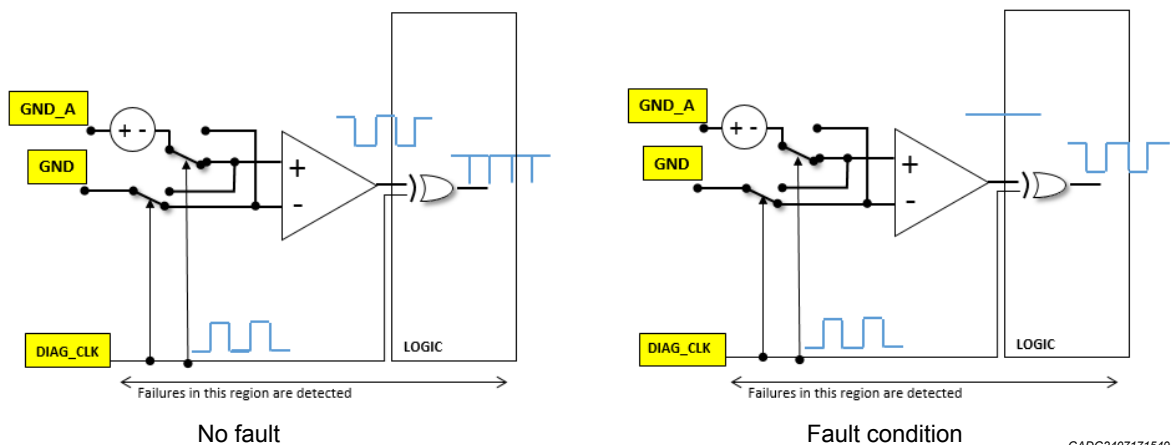 GND_A
+ -
GND
+
-
DIAG_CLK
LOGIC
Failures in this region are detected
No fault
GND_A
+ -
GND
+
-
DIAG_CLK
LOGIC
Failures in this region are detected
Fault condition